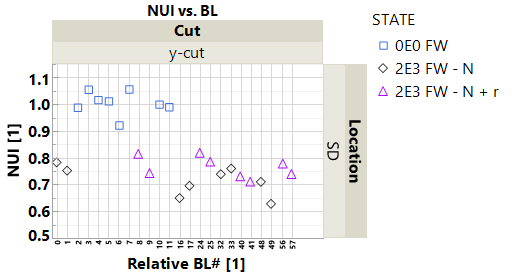 NUI vs. BL
Cut
y-cut
STATE
0E0 FW
2E3 FW - N
2E3 FW - N + r
NUI [1]
1.1
1.0
0.9
0.8
0.7
0.6
0.5
Location
SD
0 1 2 3 4 5 6 7 8 9 10 11 16 17 24 25 32 33 40 41 48 49 56 57
Relative BL# [1]